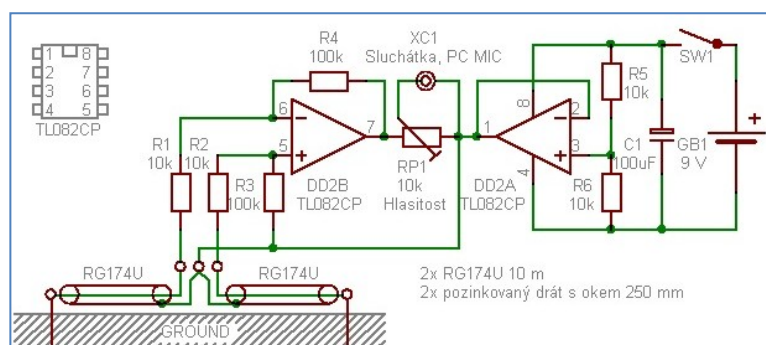 1 8
2 7
3 6
4 5
TL082CP
R4
100k
XC1
Sluchátka, PC MIC
R5
10k
SW1
R1
10k
R2
10k
R3
100k
6
5
7
DD2B
TL082CP
RP1
10k
Hlasitost
1
8
2
3
4
DD2A
TL082CP
R6
10k
C1
100uF
GB1
9 V
+
RG174U
RG174U
2x RG174U 10 m
2x pozinkovaný drát s okem 250 mm
GROUND